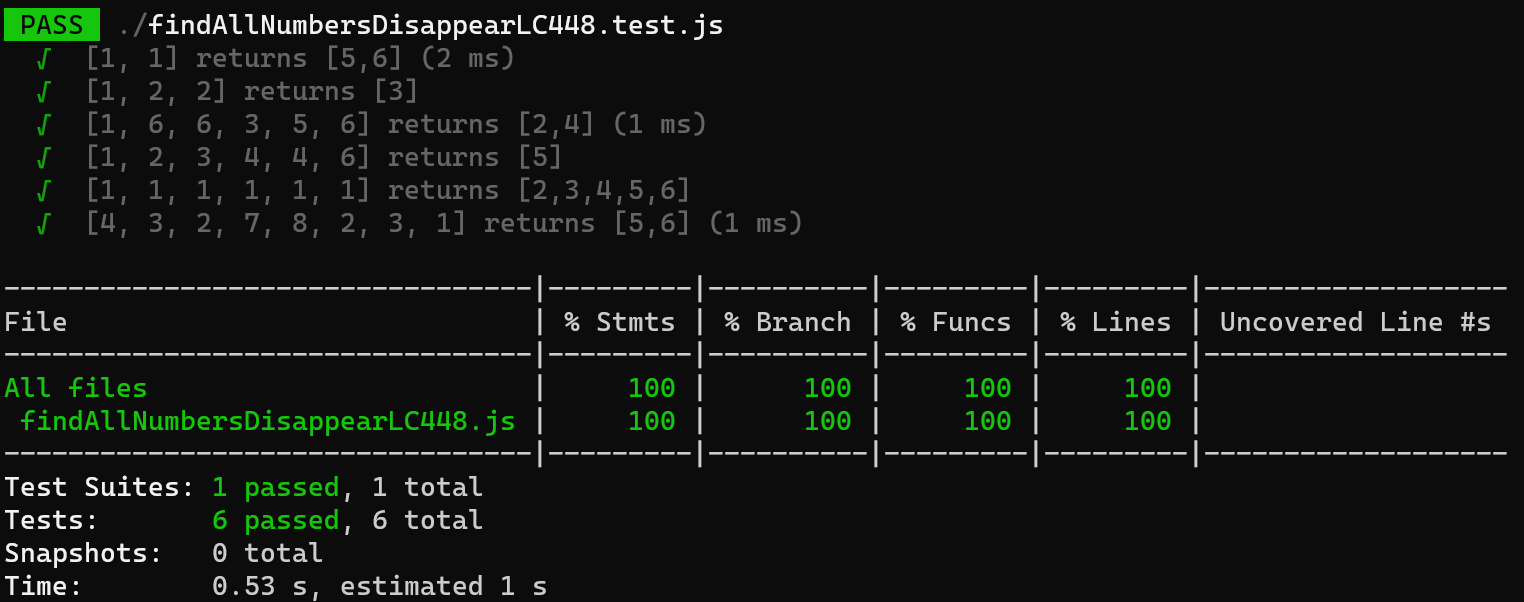 PASS ./findAllNumbersDisappearLC448.test.js
√ [1, 1] returns [5,6] (2 ms)
√ [1, 2, 2] returns [3]
√ [1, 6, 6, 3, 5, 6] returns [2,4] (1 ms)
√ [1, 2, 3, 4, 4, 6] returns [5]
√ [1, 1, 1, 1, 1, 1] returns [2,3,4,5,6]
√ [4, 3, 2, 7, 8, 2, 3, 1] returns [5,6] (1 ms)
---------------------------------|---------|----------|---------|---------|-------------------
File                             | % Stmts | % Branch | % Funcs | % Lines | Uncovered Line #s
---------------------------------|---------|----------|---------|---------|-------------------
All files                        |     100 |      100 |     100 |     100 |
 findAllNumbersDisappearLC448.js |     100 |      100 |     100 |     100 |
---------------------------------|---------|----------|---------|---------|-------------------
Test Suites: 1 passed, 1 total
Tests:       6 passed, 6 total
Snapshots:   0 total
Time:        0.53 s, estimated 1 s